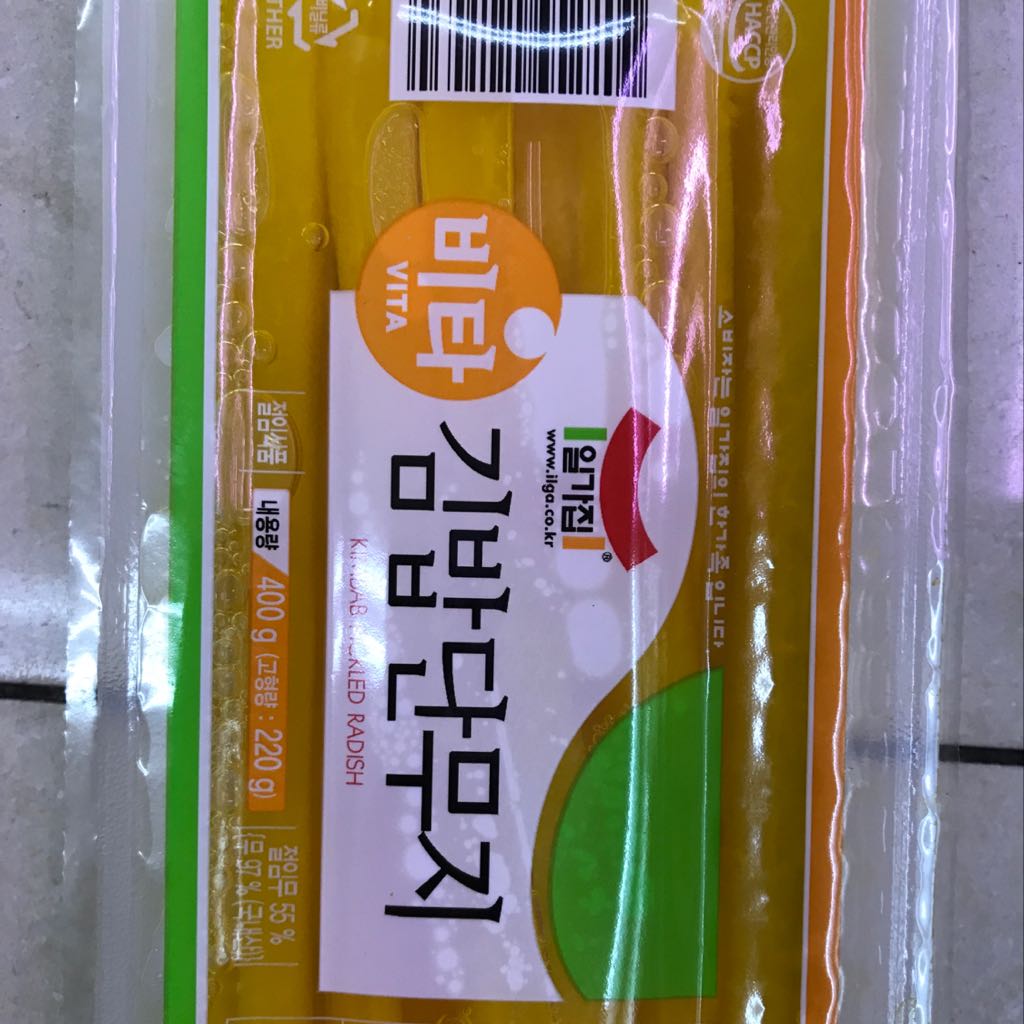 OTHER
HACCP
비타
VITA
일가집
www.ilga.co.kr
®
소비자는 일가집의 한가족 입니다
김밥단무지
PICKLED RADISH
절임식품
내용량 400 g (고형량 : 220 g)
절임무 55 %